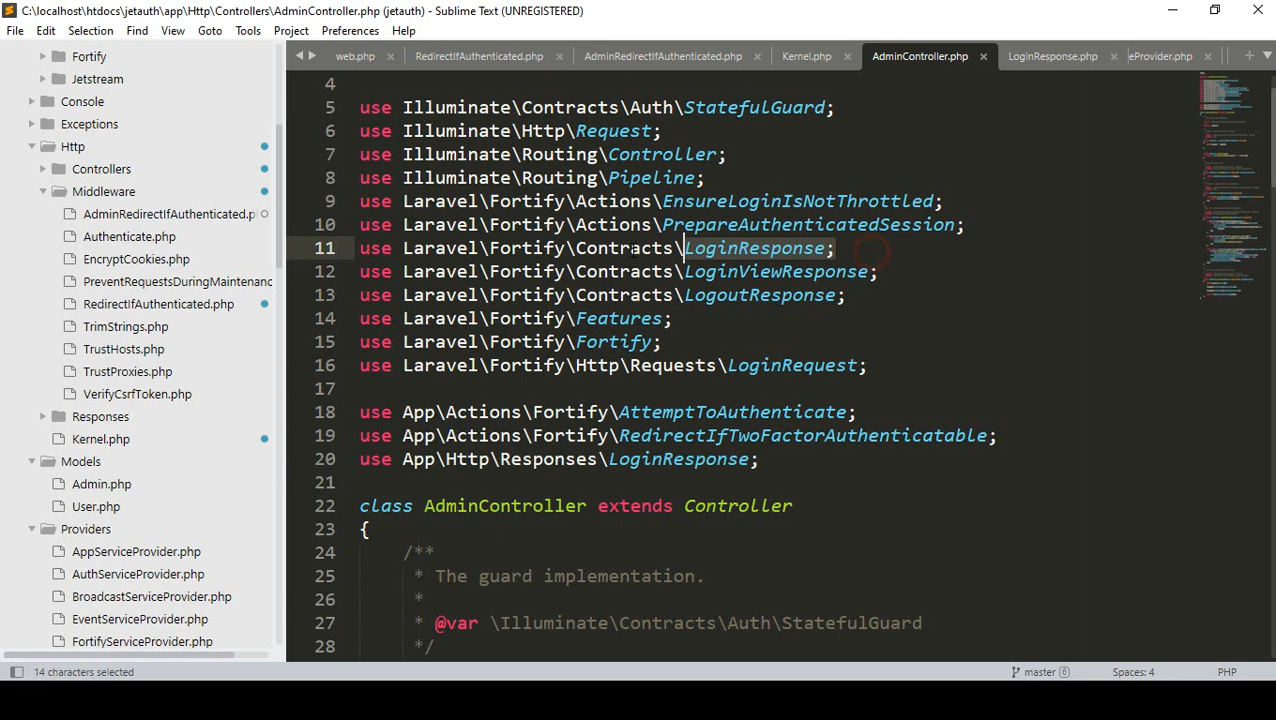 C:\localhost\htdocs\jetauth\app\Http\Controllers\AdminController.php (jetauth) - Sublime Text (UNREGISTERED)
File Edit Selection Find View Goto Tools Project Preferences Help
web.php × RedirectIfAuthenticated.php × AdminRedirectIfAuthenticated.php × Kernel.php × AdminController.php × LoginResponse.php × eProvider.php ×
Fortify
Jetstream
Console
Exceptions
Http
Controllers
Middleware
AdminRedirectIfAuthenticated.p
Authenticate.php
EncryptCookies.php
PreventRequestsDuringMaintenance
RedirectIfAuthenticated.php
TrimStrings.php
TrustHosts.php
TrustProxies.php
VerifyCsrfToken.php
Responses
Kernel.php
Models
Admin.php
User.php
Providers
AppServiceProvider.php
AuthServiceProvider.php
BroadcastServiceProvider.php
EventServiceProvider.php
FortifyServiceProvider.php
4
5 use Illuminate\Contracts\Auth\StatefulGuard;
6 use Illuminate\Http\Request;
7 use Illuminate\Routing\Controller;
8 use Illuminate\Routing\Pipeline;
9 use Laravel\Fortify\Actions\EnsureLoginIsNotThrottled;
10 use Laravel\Fortify\Actions\PrepareAuthenticatedSession;
11 use Laravel\Fortify\Contracts\LoginResponse;
12 use Laravel\Fortify\Contracts\LoginViewResponse;
13 use Laravel\Fortify\Contracts\LogoutResponse;
14 use Laravel\Fortify\Features;
15 use Laravel\Fortify\Fortify;
16 use Laravel\Fortify\Http\Requests\LoginRequest;
17
18 use App\Actions\Fortify\AttemptToAuthenticate;
19 use App\Actions\Fortify\RedirectIfTwoFactorAuthenticatable;
20 use App\Http\Responses\LoginResponse;
21
22 class AdminController extends Controller
23 {
24 /**
25 * The guard implementation.
26 *
27 * @var \Illuminate\Contracts\Auth\StatefulGuard
28 */
14 characters selected master 6 Spaces: 4 PHP